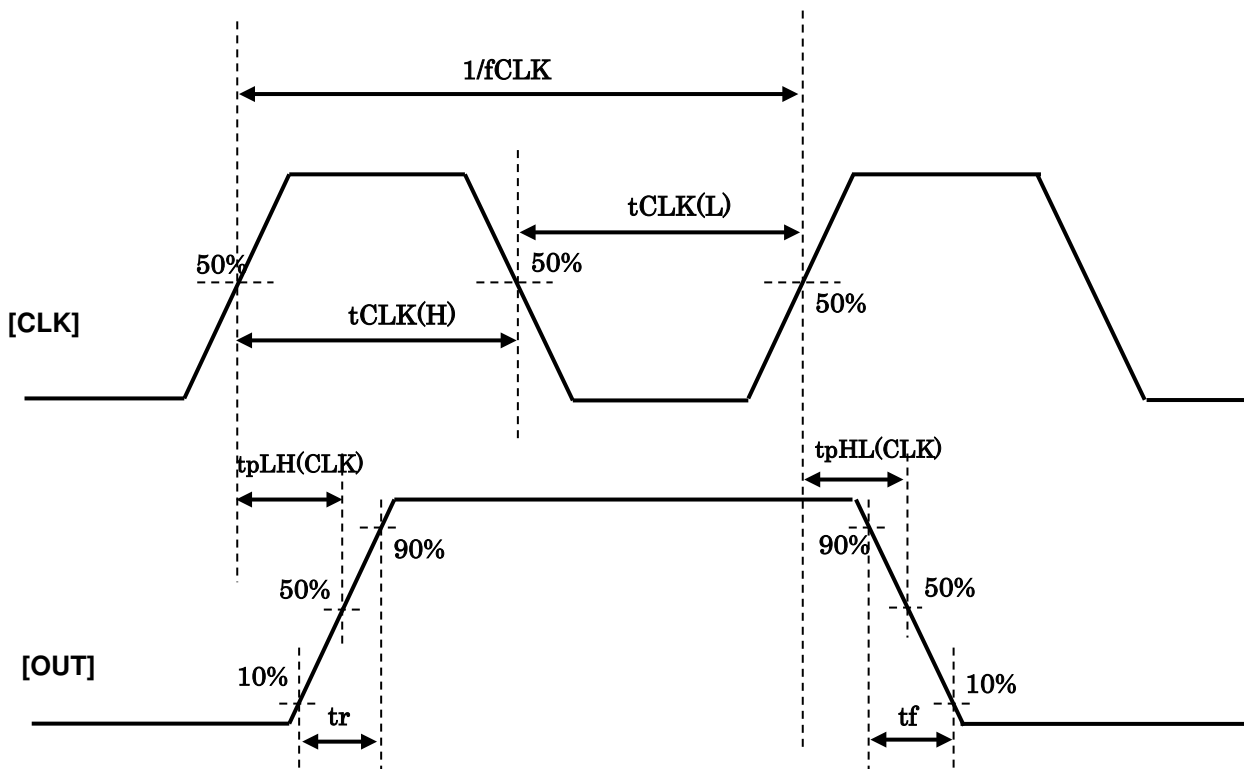 1/fCLK
tCLK(L)
50%
50%
50%
tCLK(H)
[CLK]
tpLH(CLK)
tpHL(CLK)
90%
90%
50%
50%
[OUT]
10%
10%
tr
tf